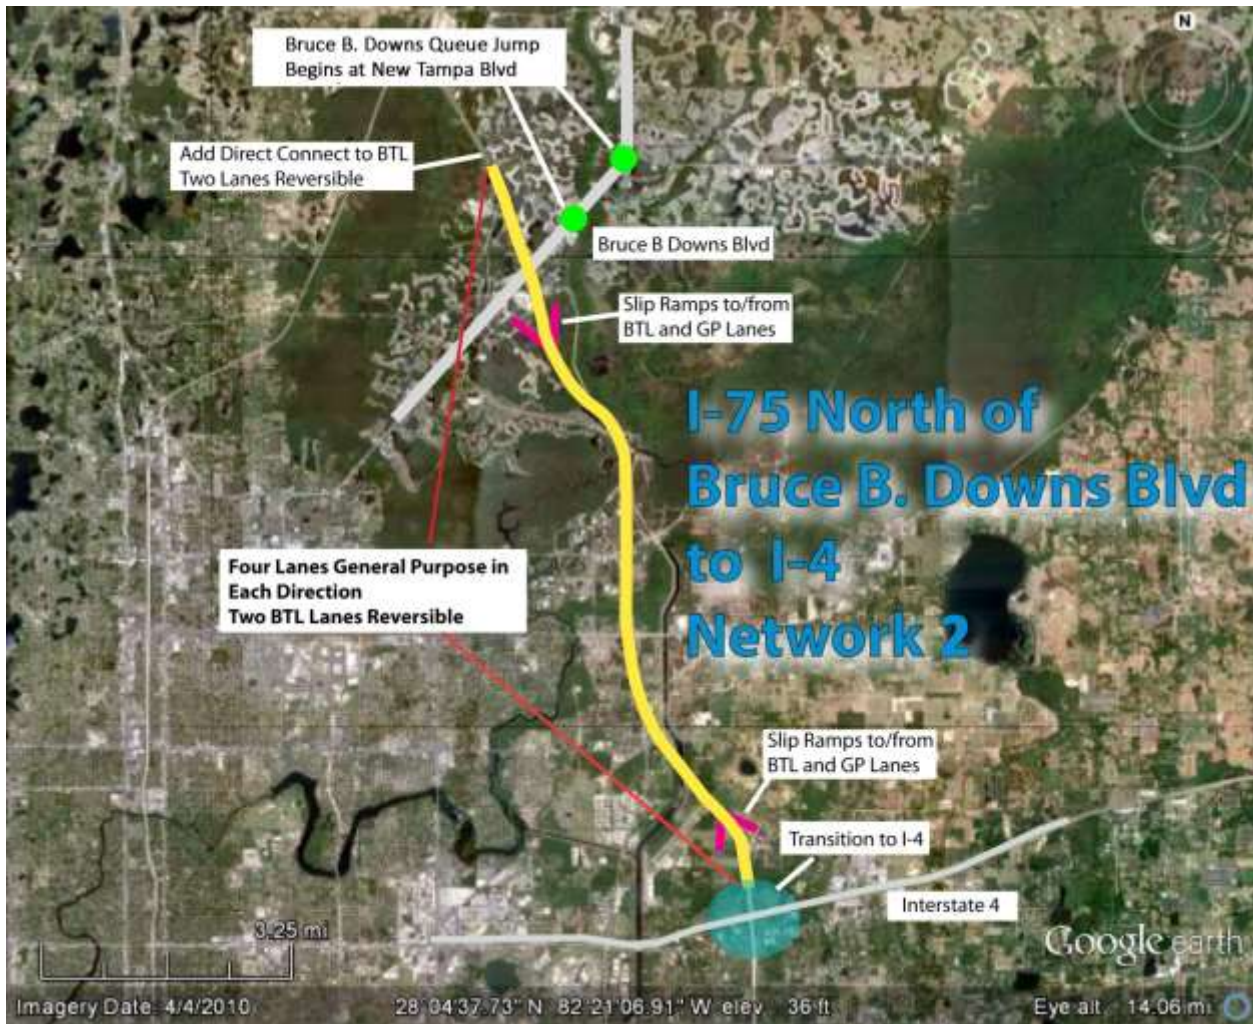 N
Bruce B. Downs Queue Jump
Begins at New Tampa Blvd
Add Direct Connect to BTL
Two Lanes Reversible
Bruce B Downs Blvd
Slip Ramps to/from
BTL and GP Lanes
I-75 North of
Bruce B. Downs Blvd
to I-4
Network 2
Four Lanes General Purpose in
Each Direction
Two BTL Lanes Reversible
Slip Ramps to/from
BTL and GP Lanes
Transition to I-4
Interstate 4
3.25 mi
Google earth
Imagery Date: 4/4/2010 28°04'37.73" N 82°21'06.91" W elev 36 ft Eye alt 14.06 mi